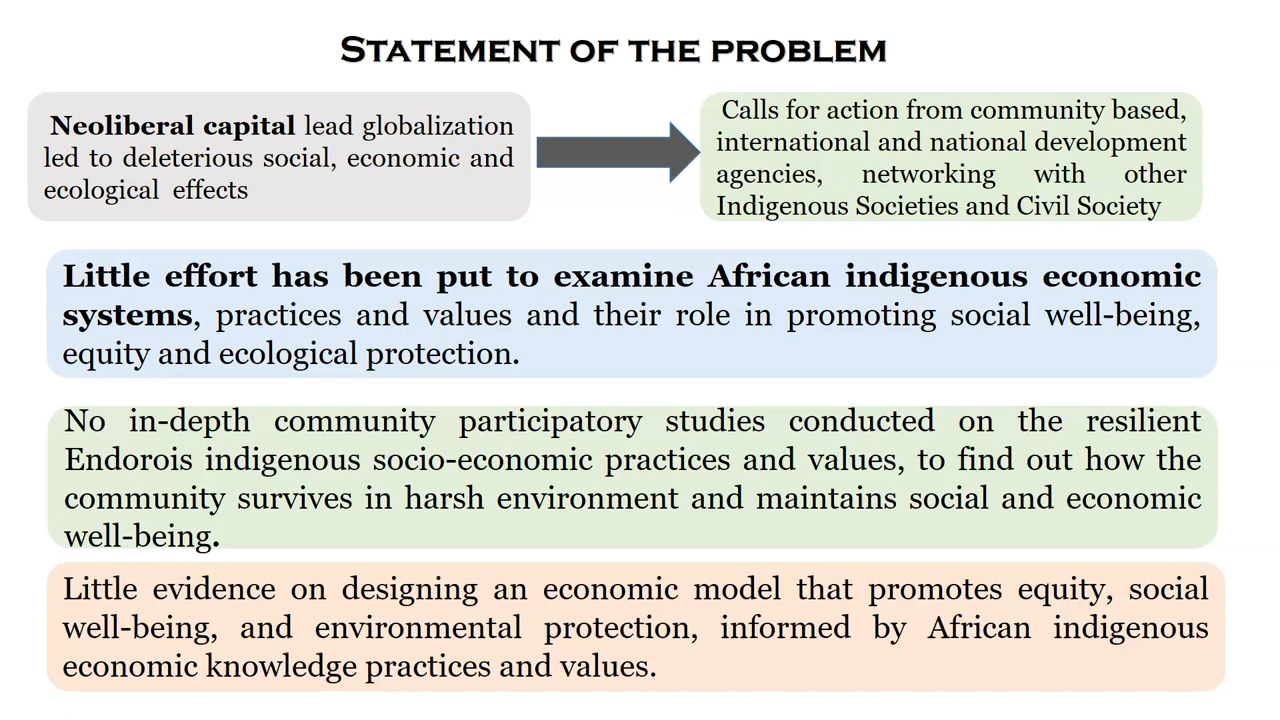 STATEMENT OF THE PROBLEM
Neoliberal capital lead globalization
led to deleterious social, economic and
ecological effects
Calls for action from community based,
international and national development
agencies, networking with other
Indigenous Societies and Civil Society
Little effort has been put to examine African indigenous economic
systems, practices and values and their role in promoting social well-being,
equity and ecological protection.
No in-depth community participatory studies conducted on the resilient
Endorois indigenous socio-economic practices and values, to find out how the
community survives in harsh environment and maintains social and economic
well-being.
Little evidence on designing an economic model that promotes equity, social
well-being, and environmental protection, informed by African indigenous
economic knowledge practices and values.